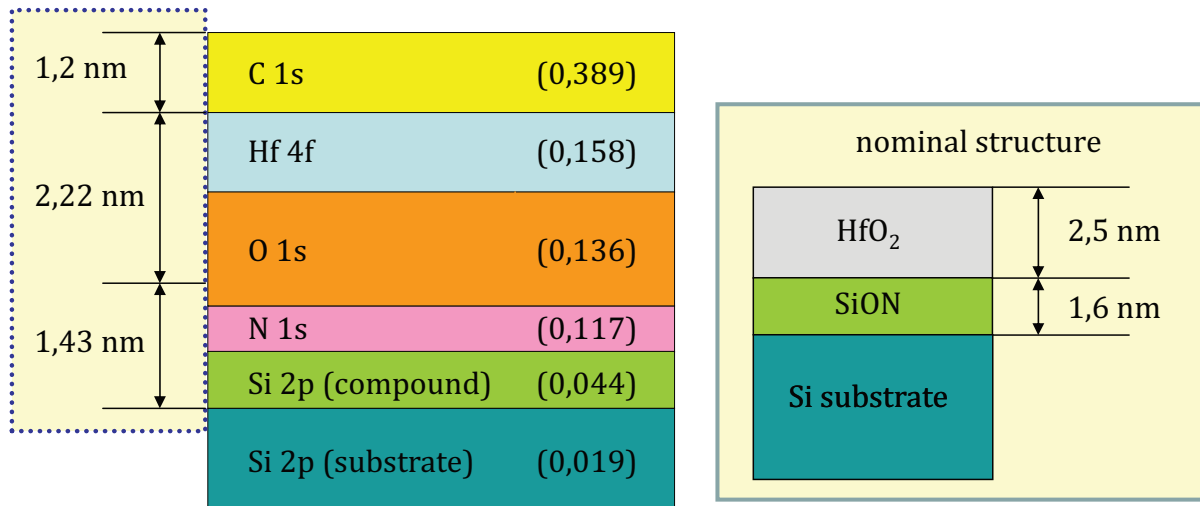 1,2 nm
C 1s (0,389)
2,22 nm
Hf 4f (0,158)
O 1s (0,136)
1,43 nm
N 1s (0,117)
Si 2p (compound) (0,044)
Si 2p (substrate) (0,019)
nominal structure
HfO₂
2,5 nm
SiON
1,6 nm
Si substrate